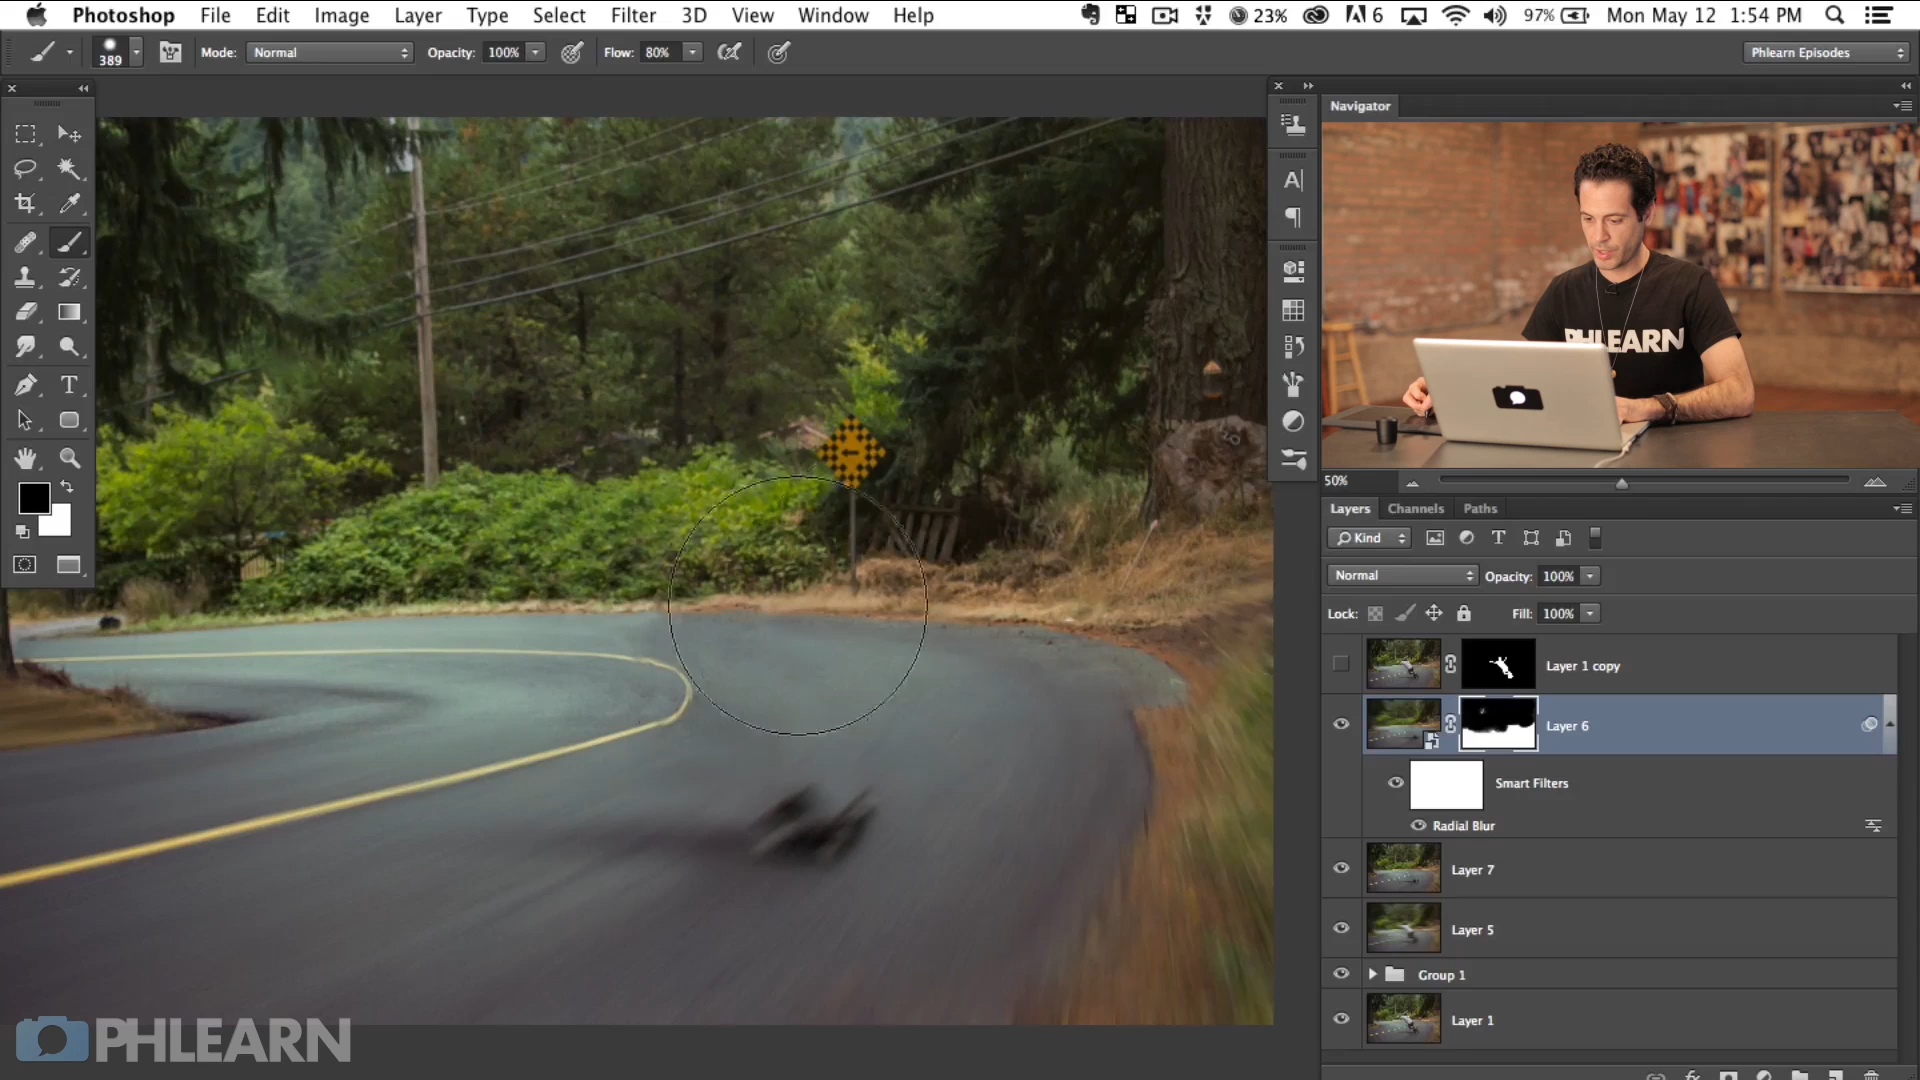 Photoshop File Edit Image Layer Type Select Filter 3D View Window Help 23% 6 97% Mon May 12 1:54 PM
389 Mode: Normal Opacity: 100% Flow: 80% Phlearn Episodes
Navigator
PHLEARN
50%
Layers Channels Paths
Kind
Normal Opacity: 100%
Lock: Fill: 100%
Layer 1 copy
Layer 6
Smart Filters
Radial Blur
Layer 7
Layer 5
Group 1
Layer 1
PHLEARN